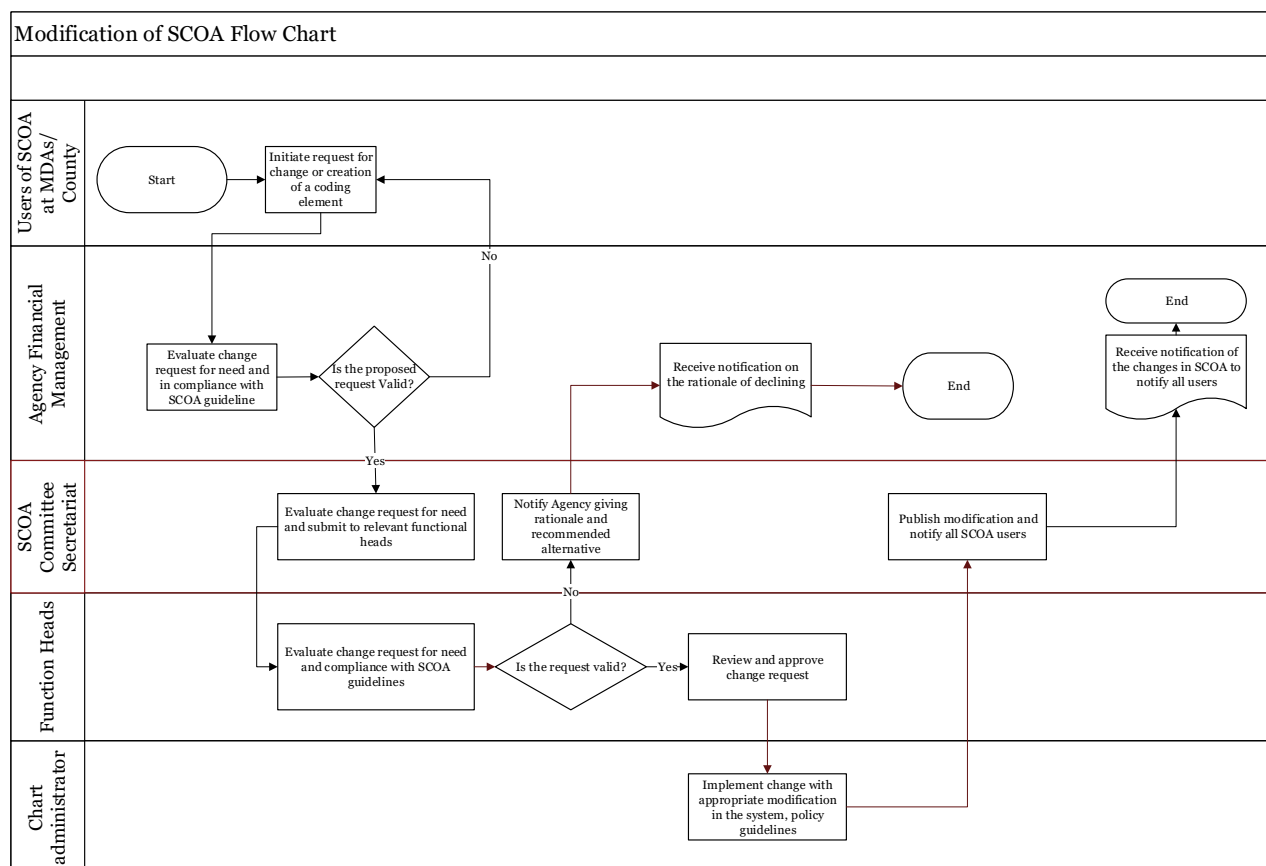 Modification of SCOA Flow Chart
Users of SCOA
at MDAs/
County
Start
Initiate request for
change or creation
of a coding
element
No
Agency Financial
Management
Evaluate change
request for need and
in compliance with
SCOA guideline
Is the proposed
request Valid?
Receive notification on
the rationale of declining
End
End
Receive notification of
the changes in SCOA to
notify all users
Yes
SCOA
Committee
Secretariat
Evaluate change request for need
and submit to relevant functional
heads
Notify Agency giving
rationale and
recommended
alternative
Publish modification and
notify all SCOA users
No
Function Heads
Evaluate change request for need
and compliance with SCOA
guidelines
Is the request valid?
Yes
Review and approve
change request
Chart
administrator
Implement change with
appropriate modification
in the system, policy
guidelines